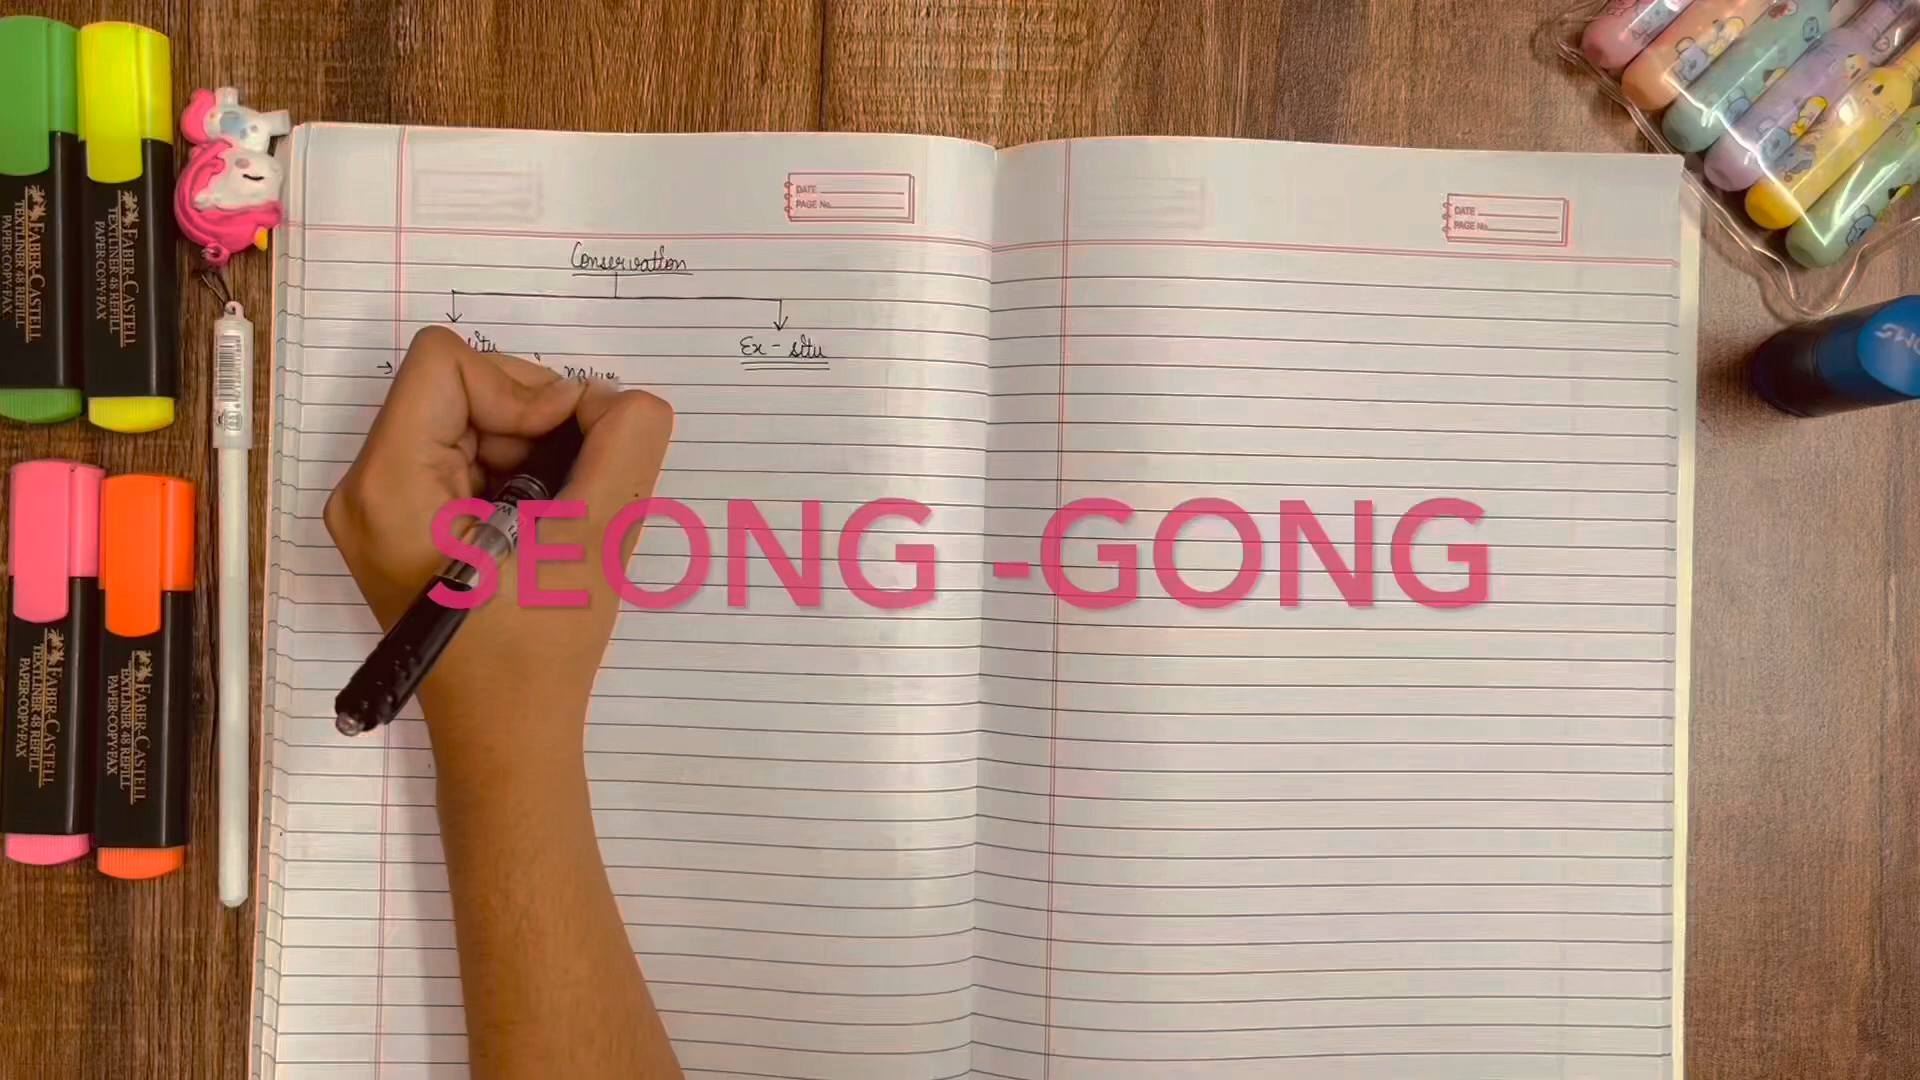 FABER-CASTELL
TEXTLINER 48 REFILL
PAPER·COPY·FAX
FABER-CASTELL
TEXTLINER 48 REFILL
PAPER·COPY·FAX
DATE
PAGE No.
DATE
PAGE No.
Conservation
situ
Ex - situ
→
SEONG -GONG
FABER-CASTELL
TEXTLINER 48 REFILL
PAPER·COPY·FAX
FABER-CASTELL
TEXTLINER 48 REFILL
PAPER·COPY·FAX